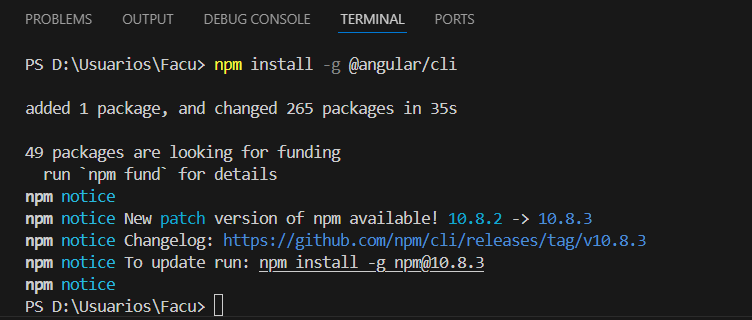 PROBLEMS OUTPUT DEBUG CONSOLE TERMINAL PORTS
PS D:\Usuarios\Facu> npm install -g @angular/cli
added 1 package, and changed 265 packages in 35s
49 packages are looking for funding
  run `npm fund` for details
npm notice
npm notice New patch version of npm available! 10.8.2 -> 10.8.3
npm notice Changelog: https://github.com/npm/cli/releases/tag/v10.8.3
npm notice To update run: npm install -g npm@10.8.3
npm notice
PS D:\Usuarios\Facu>